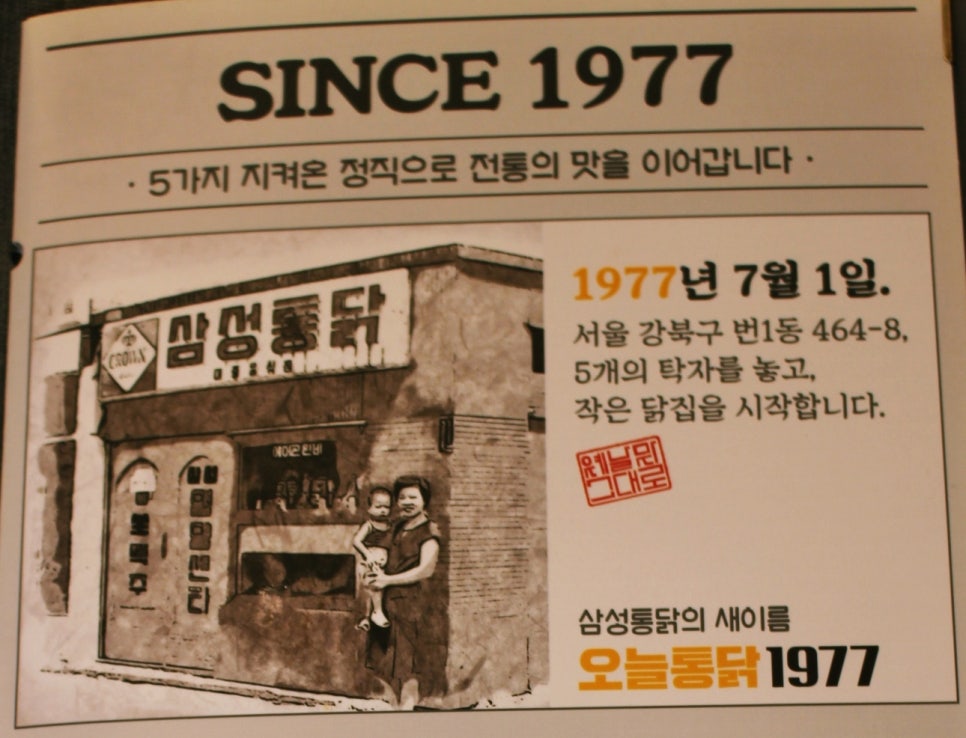 SINCE 1977
· 5가지 지켜온 정직으로 전통의 맛을 이어갑니다 ·
삼성통닭
CROWN
1977년 7월 1일.
서울 강북구 번1동 464-8,
5개의 탁자를 놓고,
작은 닭집을 시작합니다.
옛날맛
그대로
삼성통닭의 새이름
오늘통닭1977